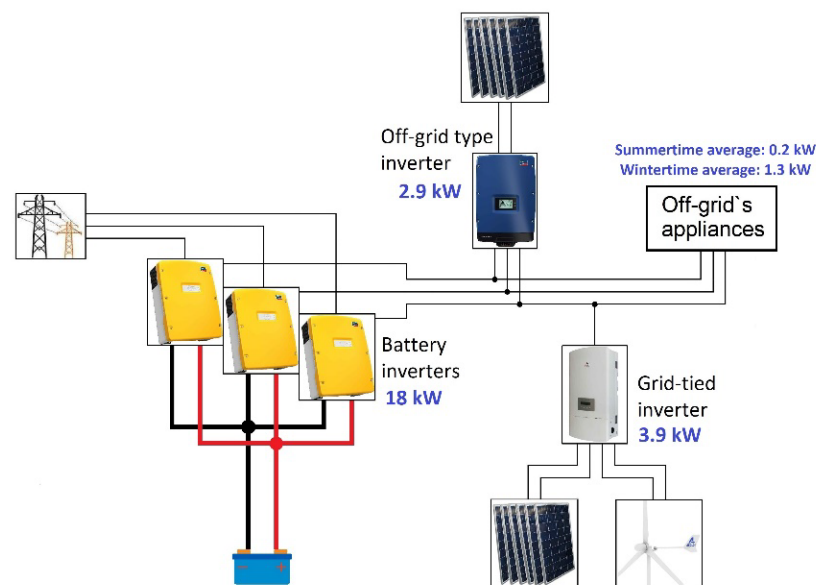 Off-grid type
inverter
2.9 kW
Summertime average: 0.2 kW
Wintertime average: 1.3 kW
Off-grid`s
appliances
Battery
inverters
18 kW
Grid-tied
inverter
3.9 kW
- +